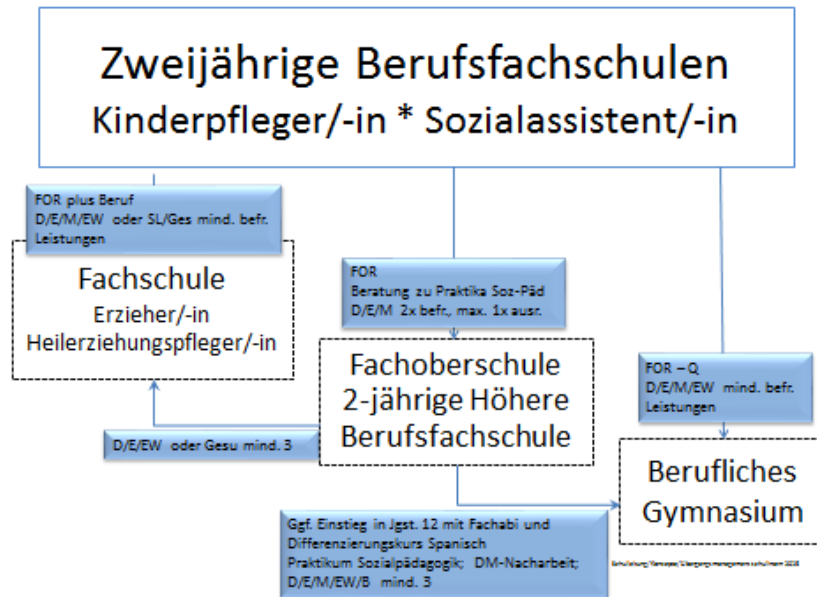 Zweijährige Berufsfachschulen
Kinderpfleger/-in * Sozialassistent/-in
FOR plus Beruf
D/E/M/EW oder SL/Ges mind. befr.
Leistungen
Fachschule
Erzieher/-in
Heilerziehungspfleger/-in
FOR
Beratung zu Praktika Soz-Päd
D/E/M 2x befr., max. 1x ausr.
Fachoberschule
2-jährige Höhere
Berufsfachschule
FOR – Q
D/E/M/EW mind. befr.
Leistungen
D/E/EW oder Gesu mind. 3
Berufliches
Gymnasium
Ggf. Einstieg in Jgst. 12 mit Fachabi und
Differenzierungskurs Spanisch
Praktikum Sozialpädagogik; DM-Nacharbeit;
D/E/M/EW/B mind. 3